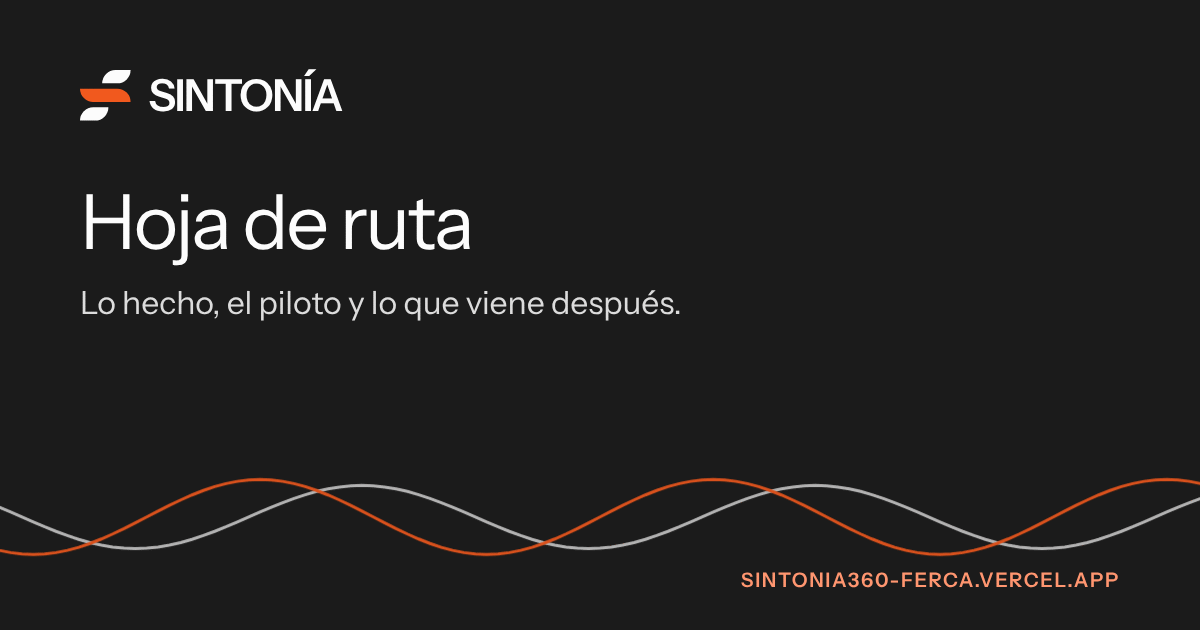 SINTONÍA
Hoja de ruta
Lo hecho, el piloto y lo que viene después.
SINTONIA360-FERCA.VERCEL.APP